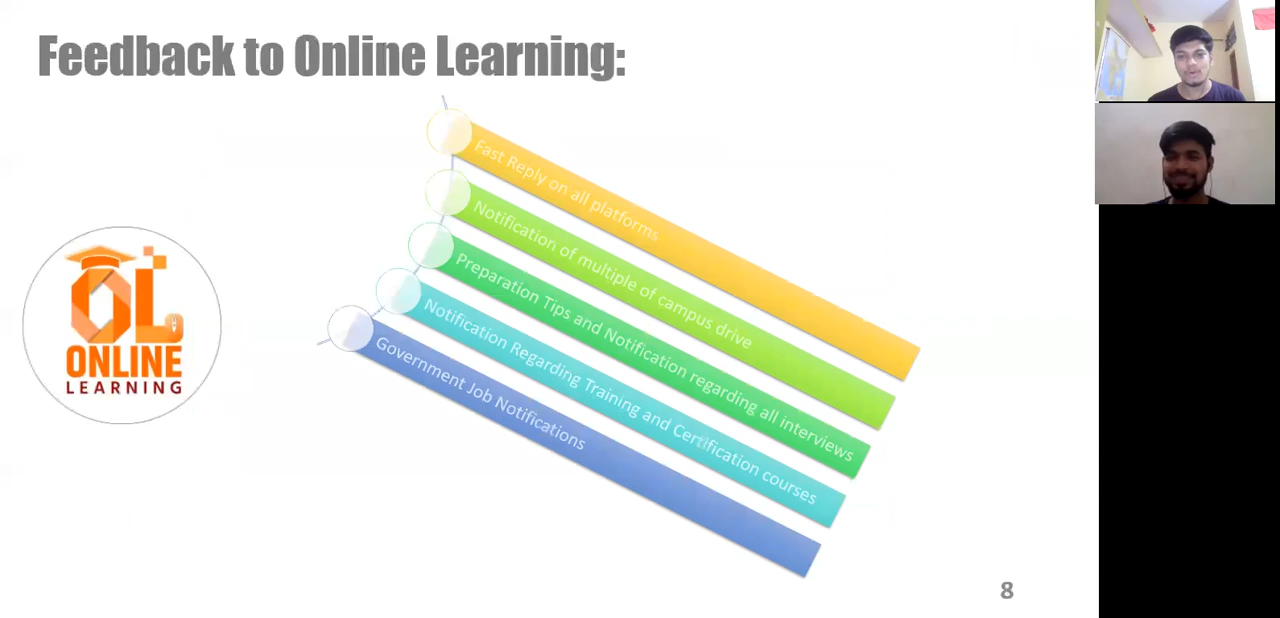 Feedback to Online Learning:
Fast Reply on all platforms
Notification of multiple of campus drive
Preparation Tips and Notification regarding all interviews
Notification Regarding Training and Certification courses
Government Job Notifications
OL
ONLINE
LEARNING
8